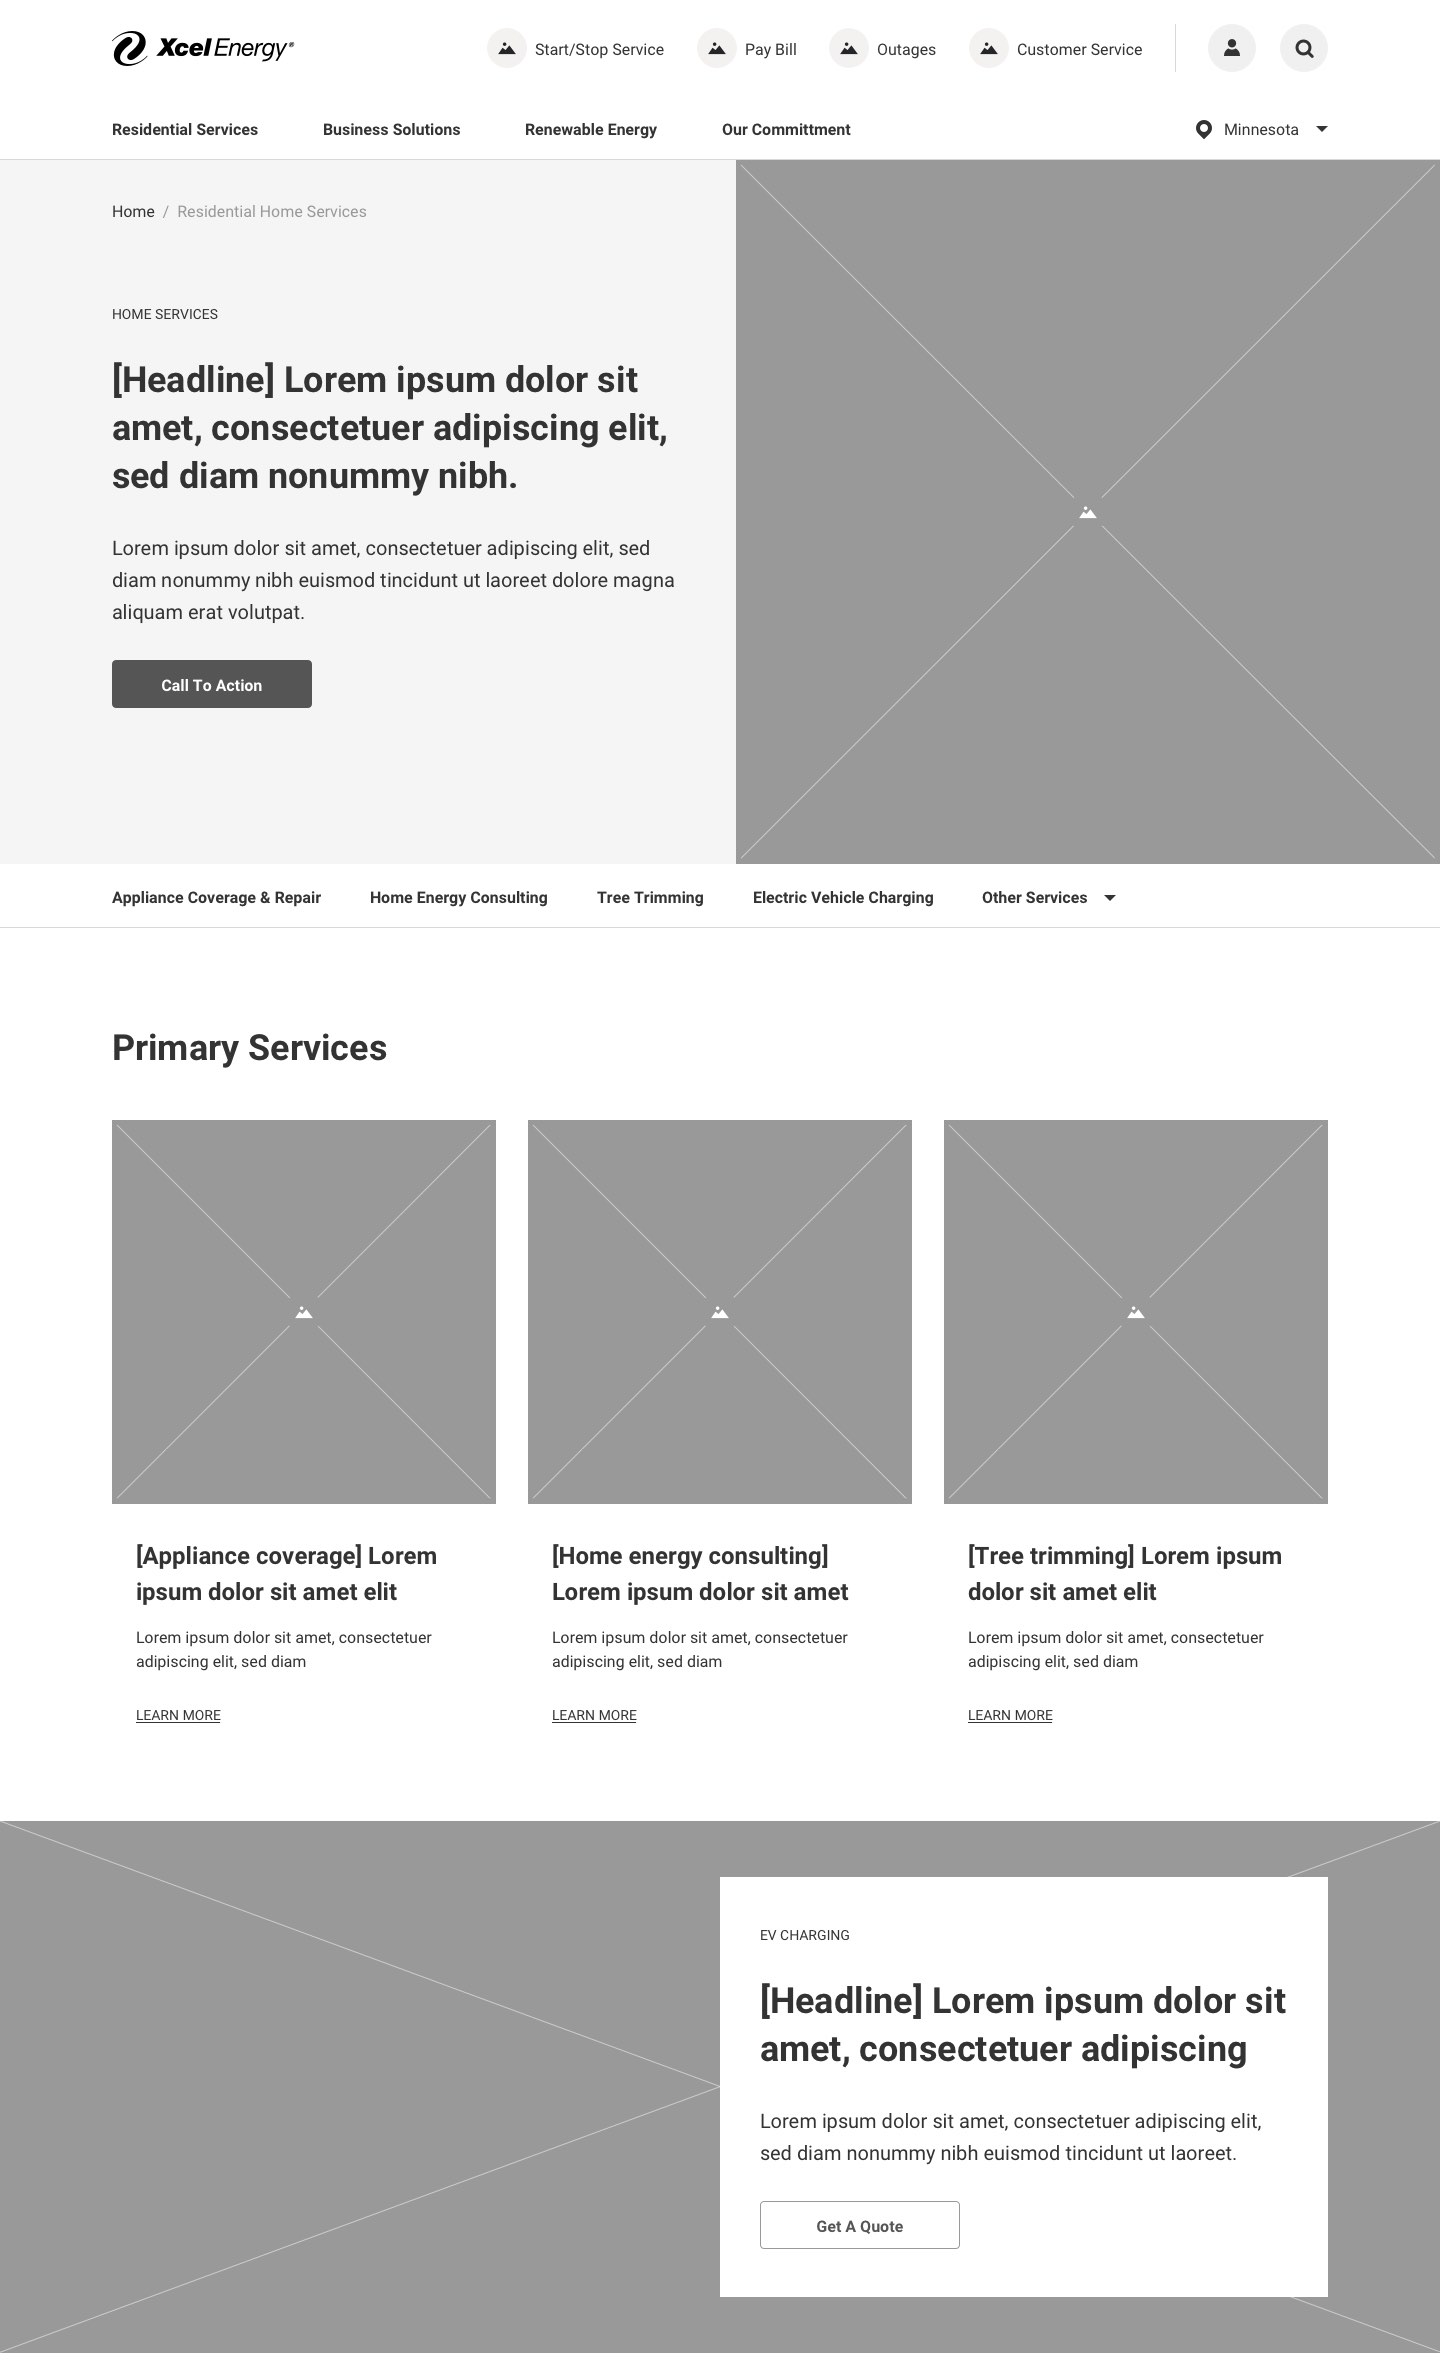 Xcel Energy®
Start/Stop Service
Pay Bill
Outages
Customer Service
Residential Services
Business Solutions
Renewable Energy
Our Committment
Minnesota
Home / Residential Home Services
HOME SERVICES
[Headline] Lorem ipsum dolor sit
amet, consectetuer adipiscing elit,
sed diam nonummy nibh.
Lorem ipsum dolor sit amet, consectetuer adipiscing elit, sed
diam nonummy nibh euismod tincidunt ut laoreet dolore magna
aliquam erat volutpat.
Call To Action
Appliance Coverage & Repair
Home Energy Consulting
Tree Trimming
Electric Vehicle Charging
Other Services
Primary Services
[Appliance coverage] Lorem
ipsum dolor sit amet elit
Lorem ipsum dolor sit amet, consectetuer
adipiscing elit, sed diam
LEARN MORE
[Home energy consulting]
Lorem ipsum dolor sit amet
Lorem ipsum dolor sit amet, consectetuer
adipiscing elit, sed diam
LEARN MORE
[Tree trimming] Lorem ipsum
dolor sit amet elit
Lorem ipsum dolor sit amet, consectetuer
adipiscing elit, sed diam
LEARN MORE
EV CHARGING
[Headline] Lorem ipsum dolor sit
amet, consectetuer adipiscing
Lorem ipsum dolor sit amet, consectetuer adipiscing elit,
sed diam nonummy nibh euismod tincidunt ut laoreet.
Get A Quote